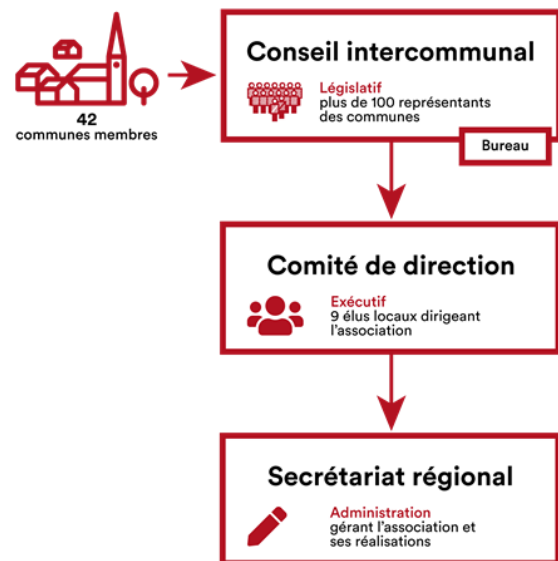 42
communes membres
Conseil intercommunal
Législatif
plus de 100 représentants
des communes
Bureau
Comité de direction
Exécutif
9 élus locaux dirigeant
l'association
Secrétariat régional
Administration
gérant l'association et
ses réalisations